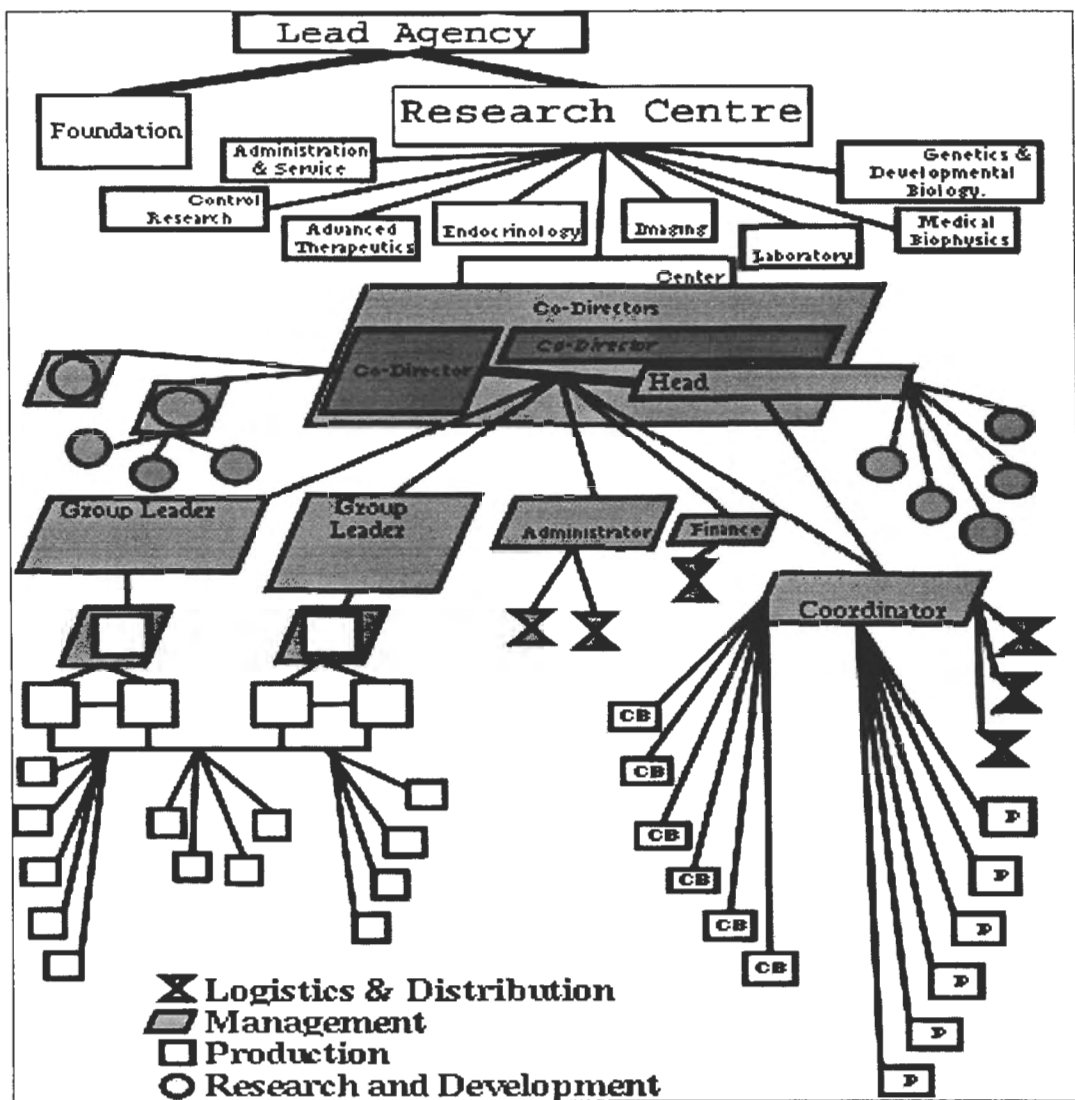 Lead Agency
Foundation
Research Centre
Administration
& Service
Genetics &
Developmental
Biology.
Control
Research
Advanced
Therapeutics
Endocrinology
Imaging
Laboratory
Medical
Biophysics
Center
Co-Directors
Co-Director
Co-Director
Head
Group Leader
Group
Leader
Administrator
Finance
Coordinator
CB
CB
CB
CB
CB
CB
P
P
P
P
P
P
Logistics & Distribution
Management
Production
Research and Development